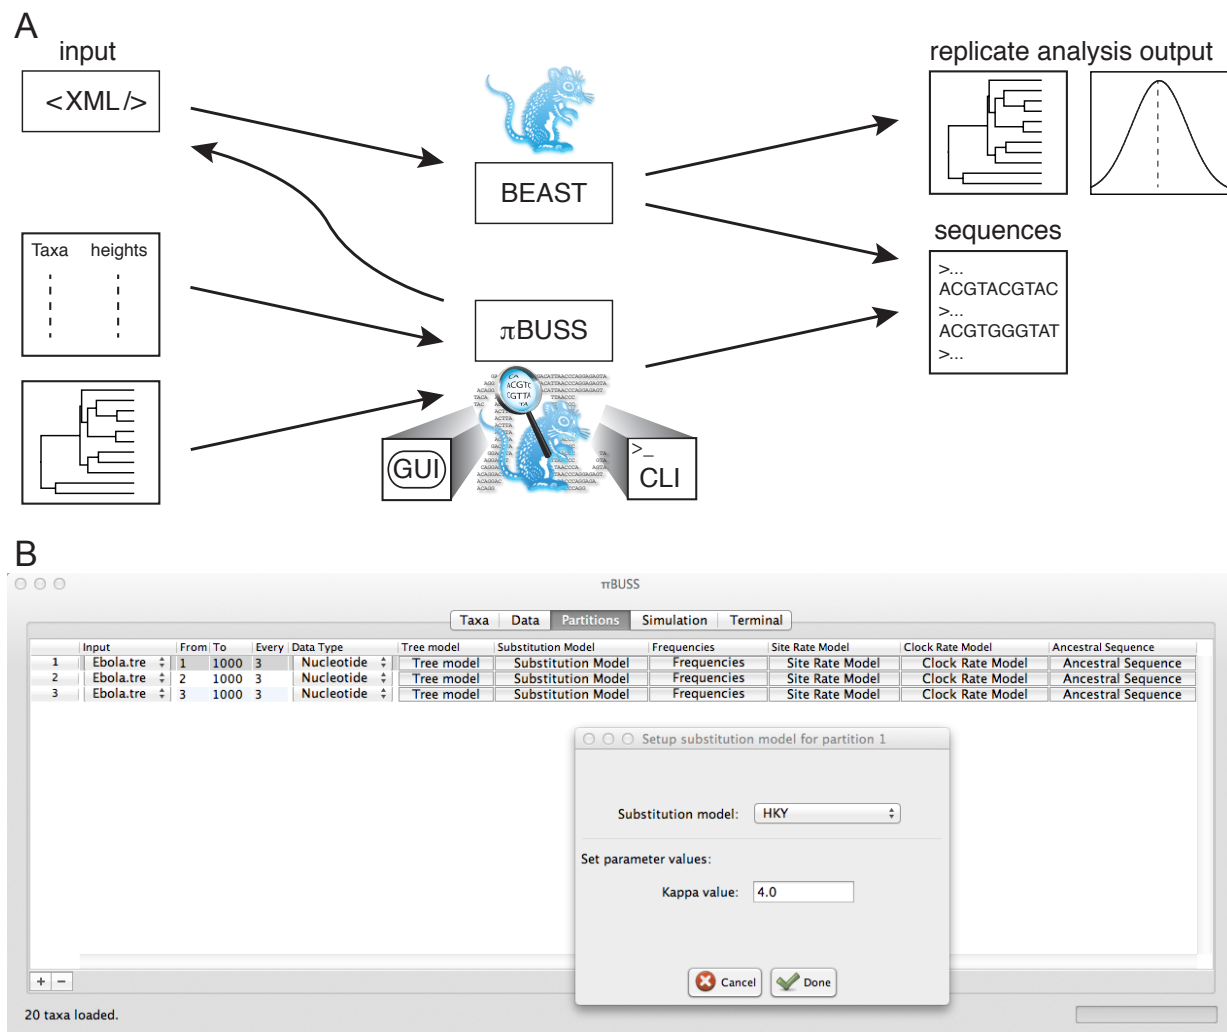 A
input
<XML/>
replicate analysis output
BEAST
sequences
>...
ACGTACGTAC
>...
ACGTGGGTAT
>...
Taxa heights
πBUSS
ACGTC
CGTTA
GUI
>_
CLI
B
πBUSS
Taxa Data Partitions Simulation Terminal
Input From To Every Data Type Tree model Substitution Model Frequencies Site Rate Model Clock Rate Model Ancestral Sequence
1 Ebola.tre 1 1000 3 Nucleotide Tree model Substitution Model Frequencies Site Rate Model Clock Rate Model Ancestral Sequence
2 Ebola.tre 2 1000 3 Nucleotide Tree model Substitution Model Frequencies Site Rate Model Clock Rate Model Ancestral Sequence
3 Ebola.tre 3 1000 3 Nucleotide Tree model Substitution Model Frequencies Site Rate Model Clock Rate Model Ancestral Sequence
Setup substitution model for partition 1
Substitution model: HKY
Set parameter values:
Kappa value: 4.0
Cancel Done
+ −
20 taxa loaded.